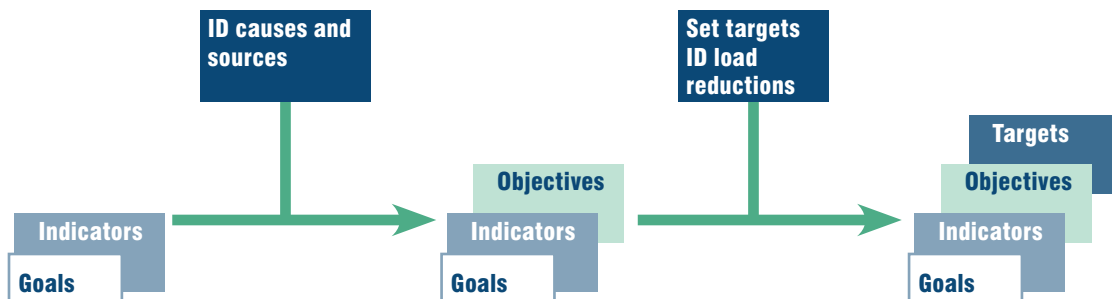 ID causes and
sources
Set targets
ID load
reductions
Targets
Objectives
Objectives
Indicators
Indicators
Indicators
Goals
Goals
Goals